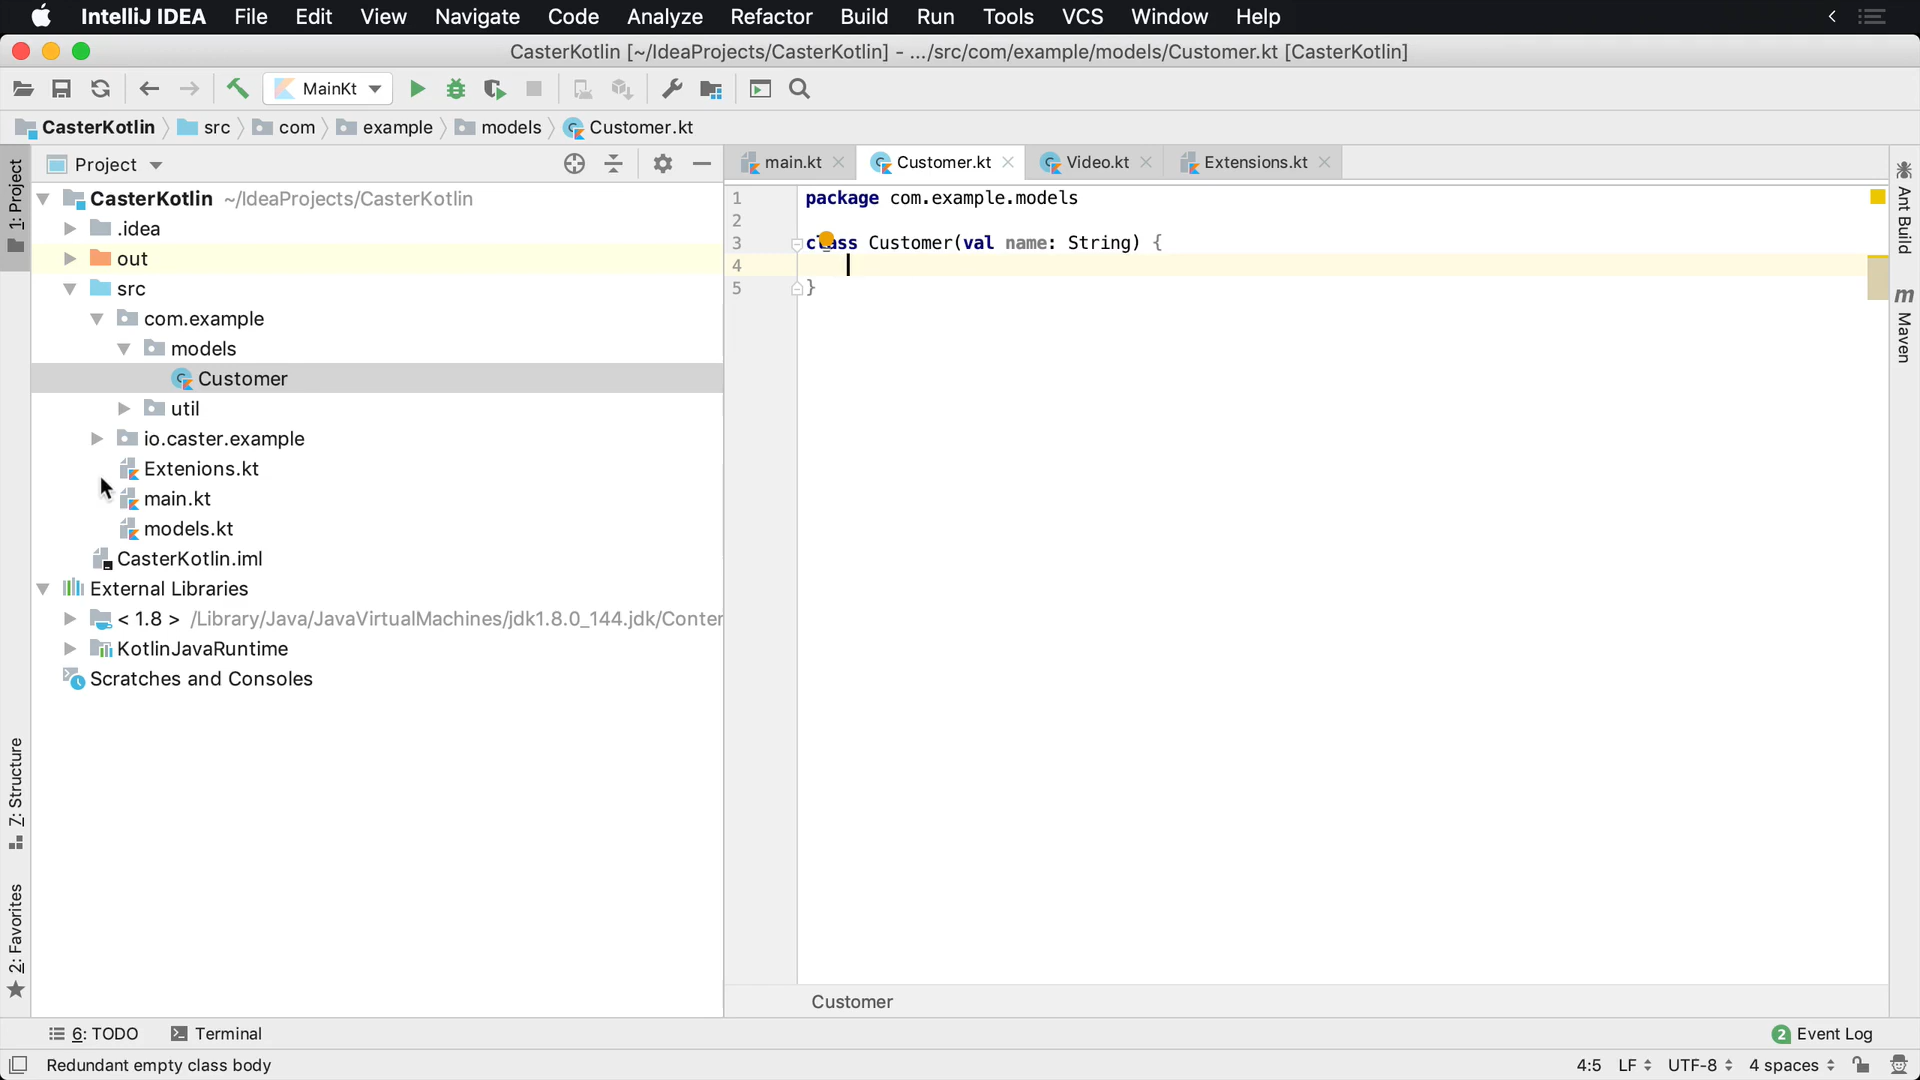 IntelliJ IDEA File Edit View Navigate Code Analyze Refactor Build Run Tools VCS Window Help
CasterKotlin [~/IdeaProjects/CasterKotlin] - .../src/com/example/models/Customer.kt [CasterKotlin]
MainKt
CasterKotlin src com example models Customer.kt
Project
main.kt Customer.kt Video.kt Extensions.kt
1: Project
CasterKotlin ~/IdeaProjects/CasterKotlin
.idea
out
src
com.example
models
Customer
util
io.caster.example
Extenions.kt
main.kt
models.kt
CasterKotlin.iml
External Libraries
< 1.8 > /Library/Java/JavaVirtualMachines/jdk1.8.0_144.jdk/Conter
KotlinJavaRuntime
Scratches and Consoles
Z: Structure
2: Favorites
1 package com.example.models
2
3 class Customer(val name: String) {
4
5 }
Customer
Ant Build
m Maven
6: TODO Terminal
2 Event Log
Redundant empty class body
4:5 LF UTF-8 4 spaces